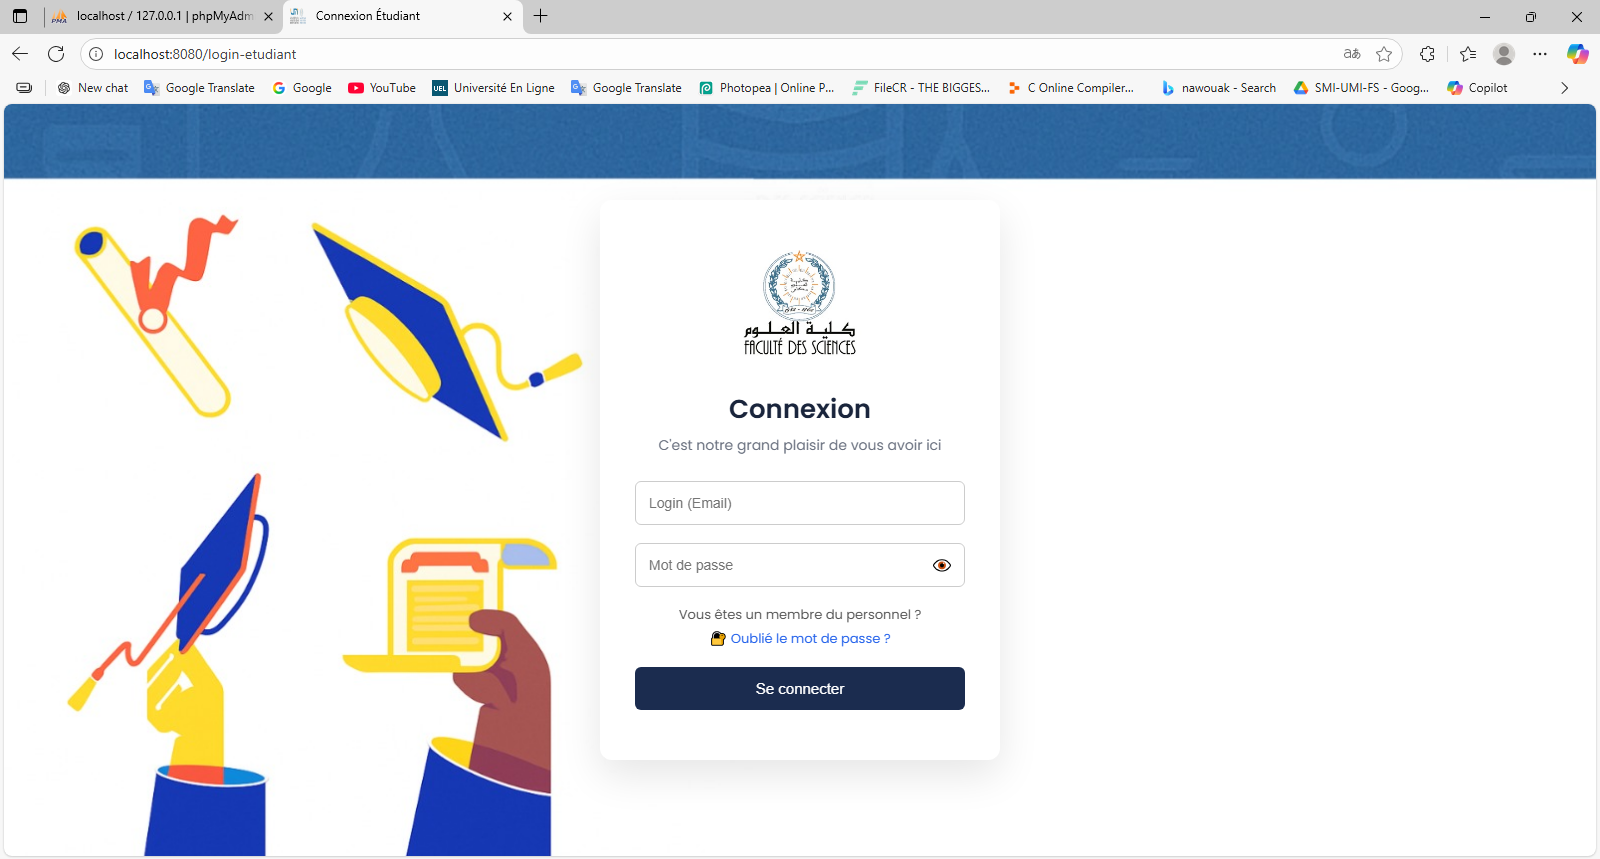 localhost / 127.0.0.1 | phpMyAdm
Connexion Étudiant
localhost:8080/login-etudiant
New chat
Google Translate
Google
YouTube
UEL
Université En Ligne
Google Translate
Photopea | Online P...
FileCR - THE BIGGES...
C Online Compiler...
nawouak - Search
SMI-UMI-FS - Goog...
Copilot
كلية العلوم
FACULTÉ DES SCIENCES
Connexion
C'est notre grand plaisir de vous avoir ici
Login (Email)
Mot de passe
Vous êtes un membre du personnel ?
Oublié le mot de passe ?
Se connecter